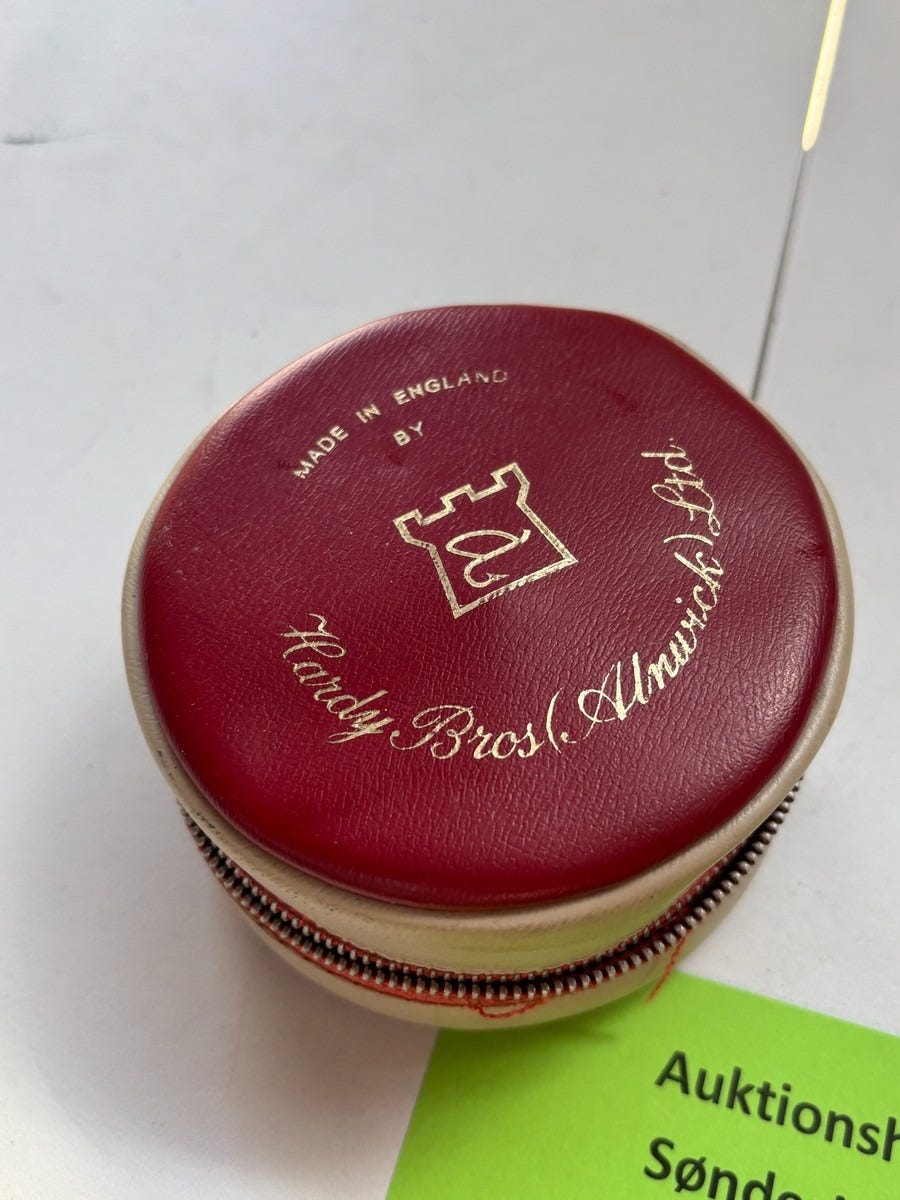 MADE IN ENGLAND
BY
a
Hardy Bros (Alnwick) Ltd.